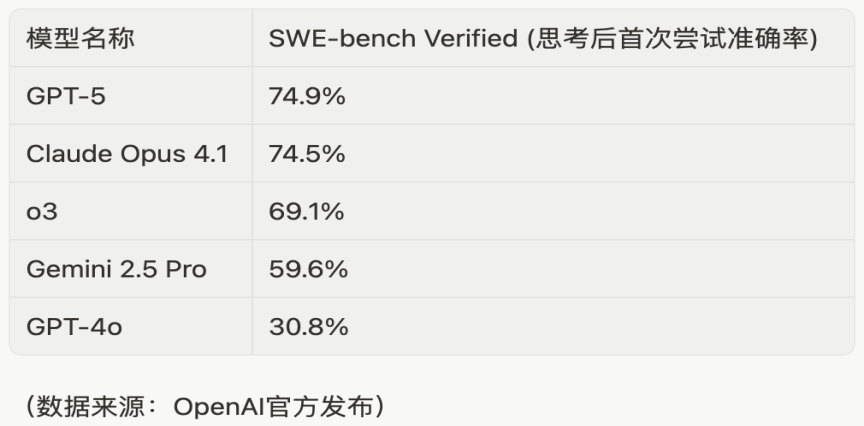 模型名称 SWE-bench Verified (思考后首次尝试准确率)
GPT-5 74.9%
Claude Opus 4.1 74.5%
o3 69.1%
Gemini 2.5 Pro 59.6%
GPT-4o 30.8%
(数据来源：OpenAI官方发布)